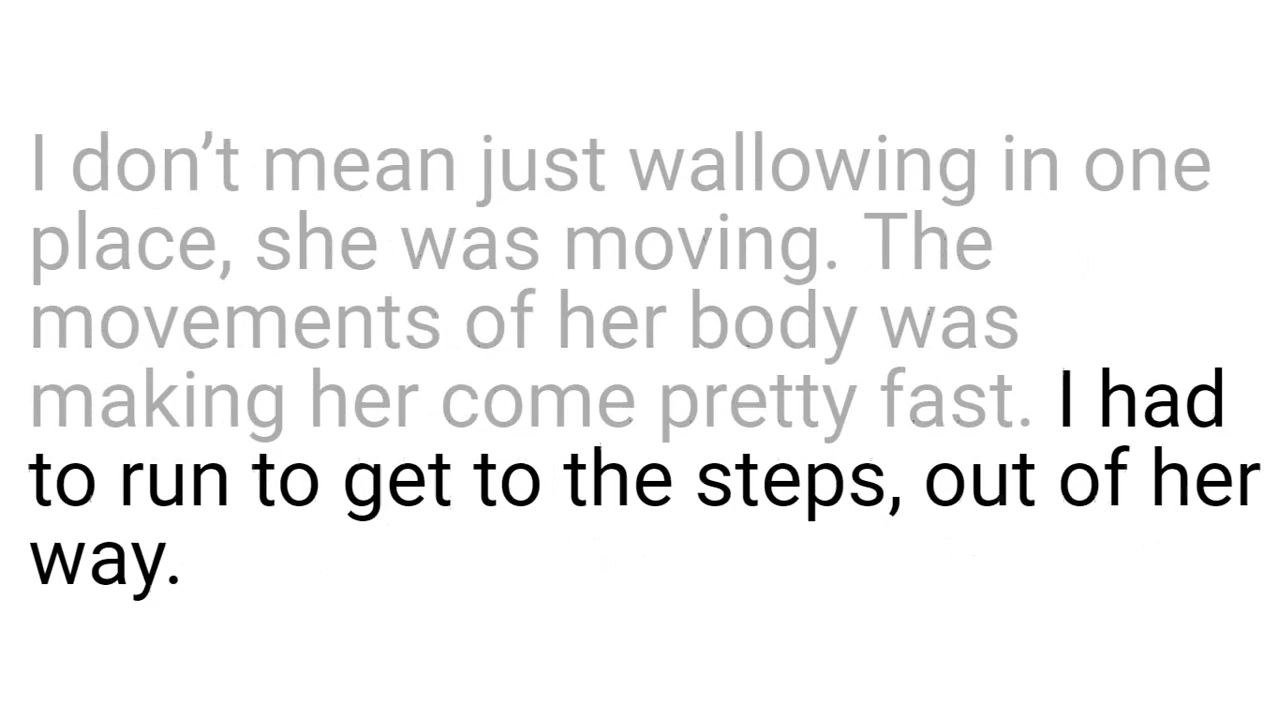 I don’t mean just wallowing in one
place, she was moving. The
movements of her body was
making her come pretty fast. I had
to run to get to the steps, out of her
way.